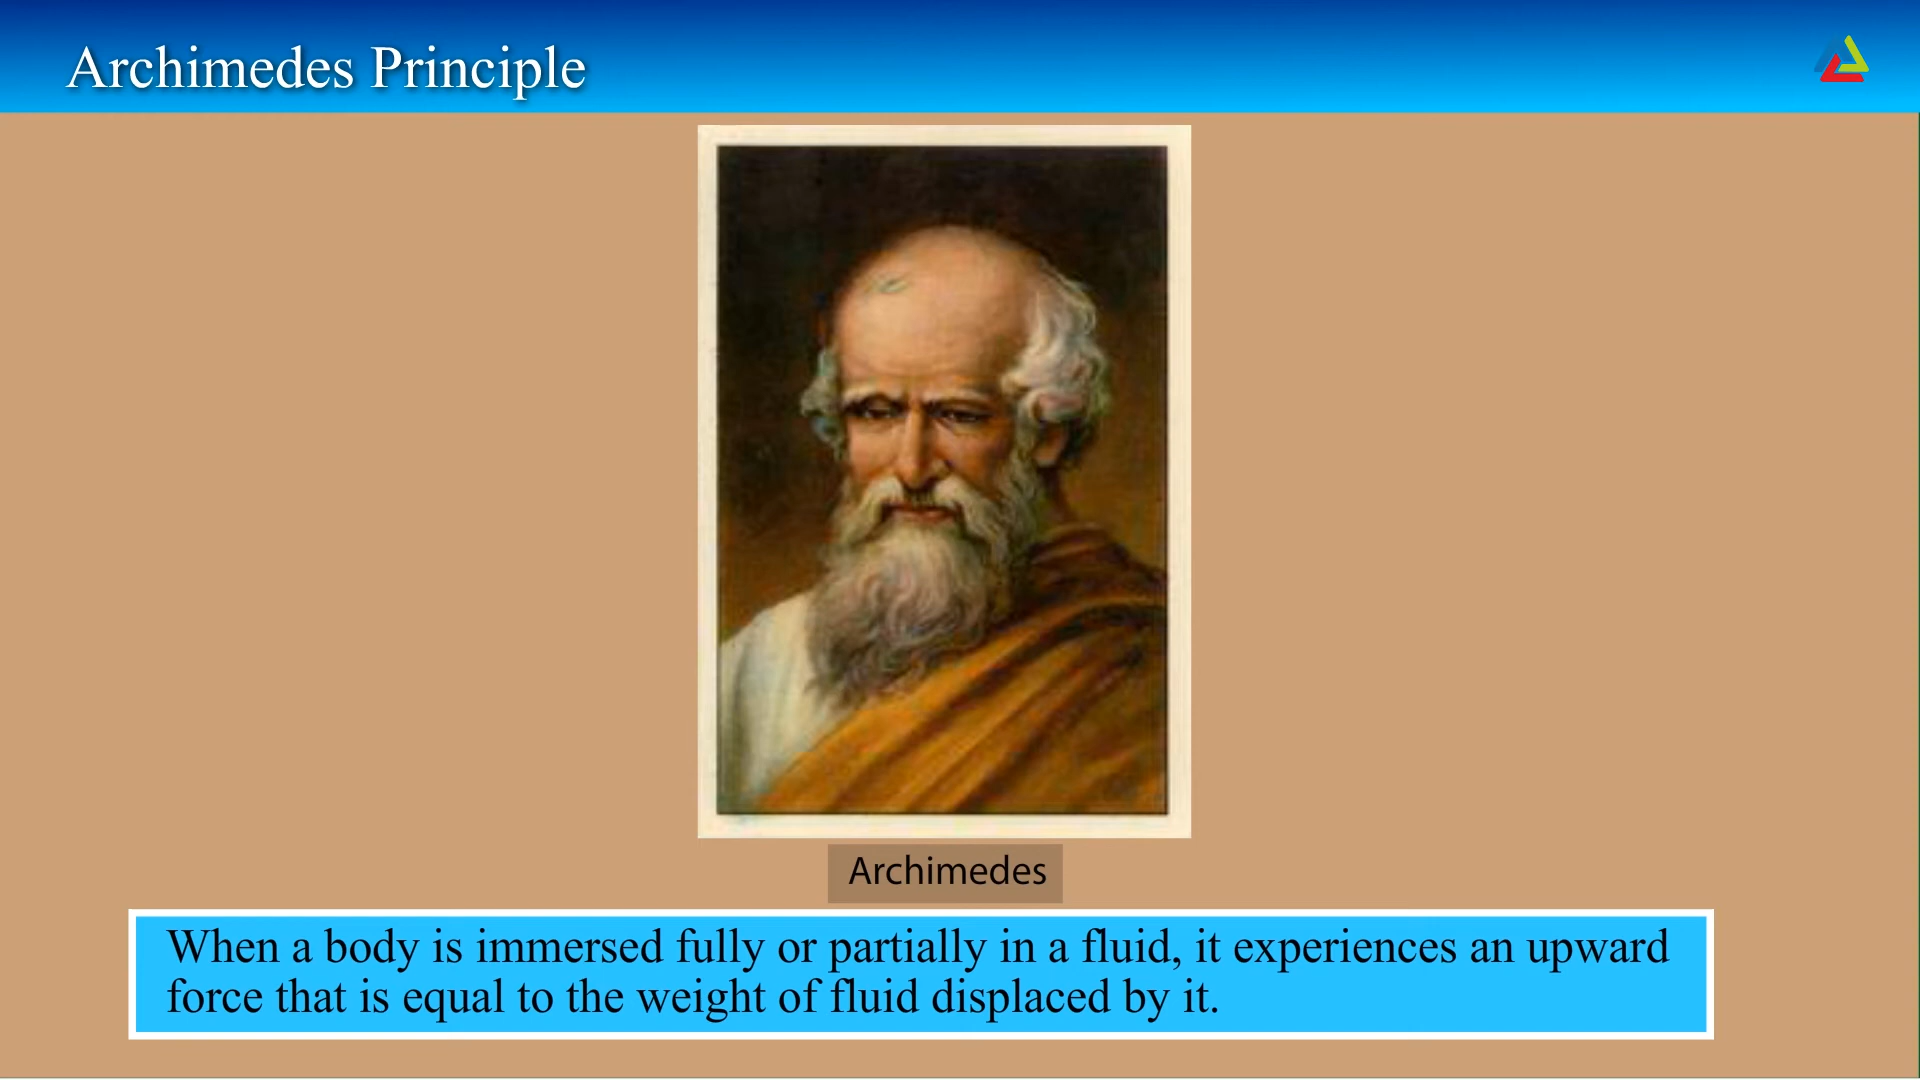 Archimedes Principle
Archimedes
When a body is immersed fully or partially in a fluid, it experiences an upward
force that is equal to the weight of fluid displaced by it.